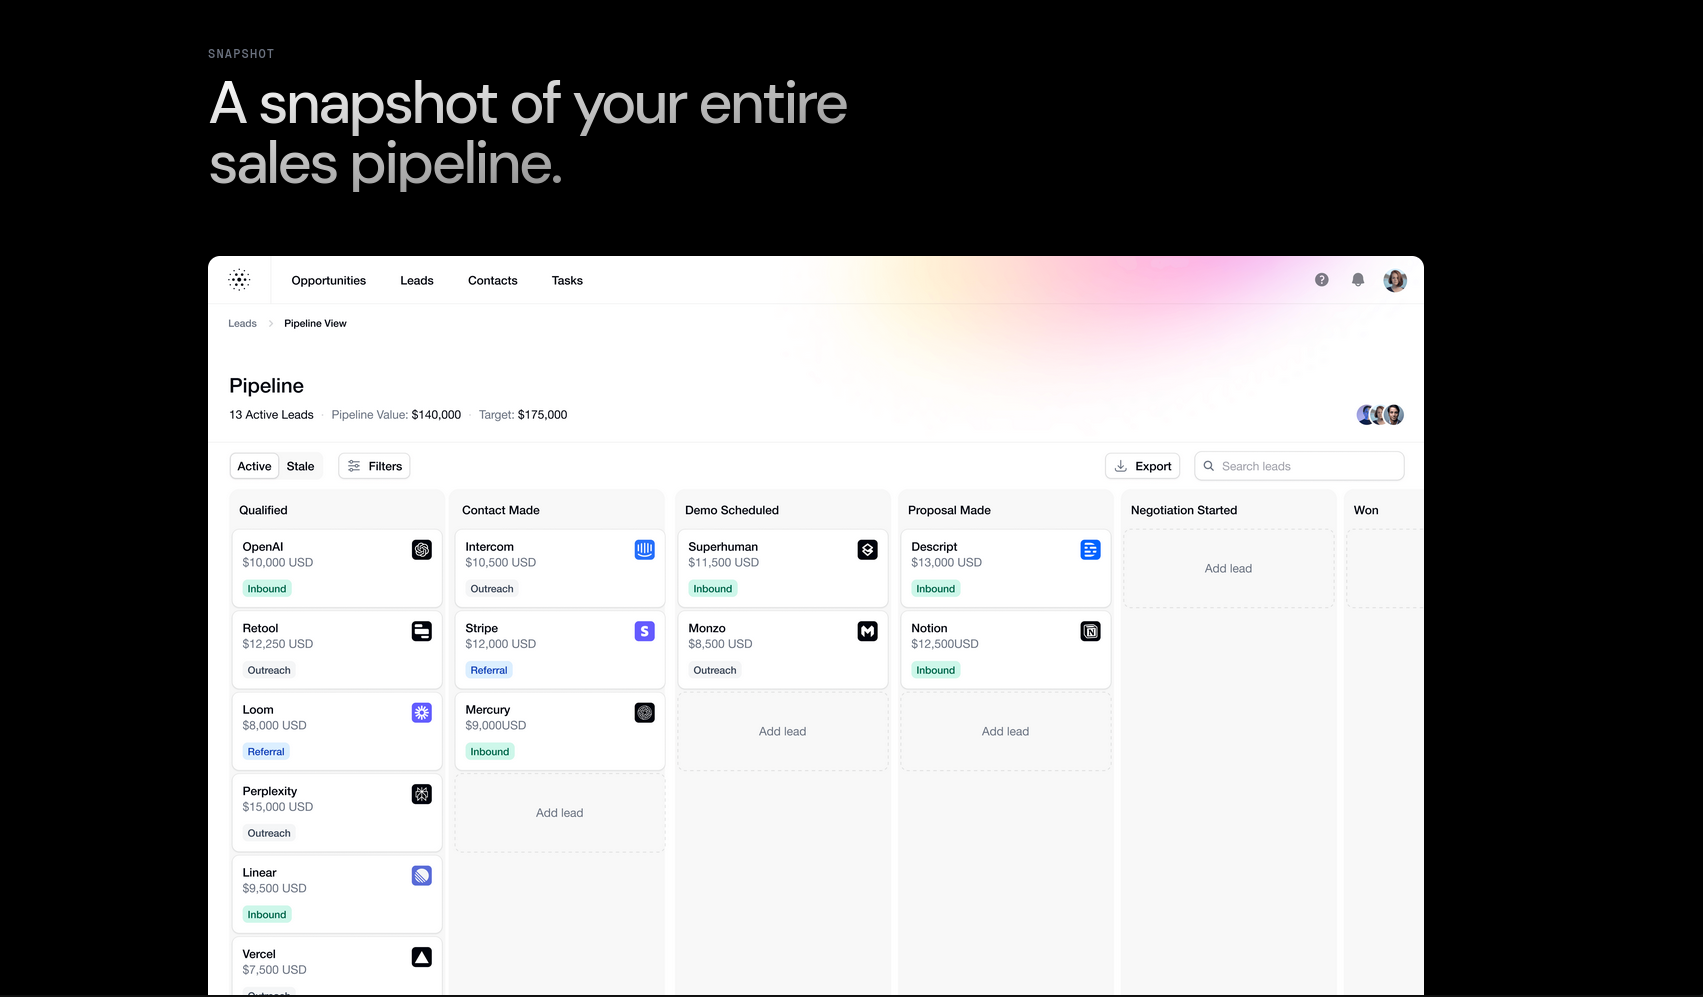 SNAPSHOT
A snapshot of your entire
sales pipeline.
Opportunities Leads Contacts Tasks
Leads Pipeline View
Pipeline
13 Active Leads · Pipeline Value: $140,000 · Target: $175,000
Active Stale Filters Export Search leads
Qualified
OpenAI
$10,000 USD
Inbound
Retool
$12,250 USD
Outreach
Loom
$8,000 USD
Referral
Perplexity
$15,000 USD
Outreach
Linear
$9,500 USD
Inbound
Vercel
$7,500 USD
Outreach
Contact Made
Intercom
$10,500 USD
Outreach
Stripe
$12,000 USD
Referral
Mercury
$9,000USD
Inbound
Add lead
Demo Scheduled
Superhuman
$11,500 USD
Inbound
Monzo
$8,500 USD
Outreach
Add lead
Proposal Made
Descript
$13,000 USD
Inbound
Notion
$12,500USD
Inbound
Add lead
Negotiation Started
Add lead
Won